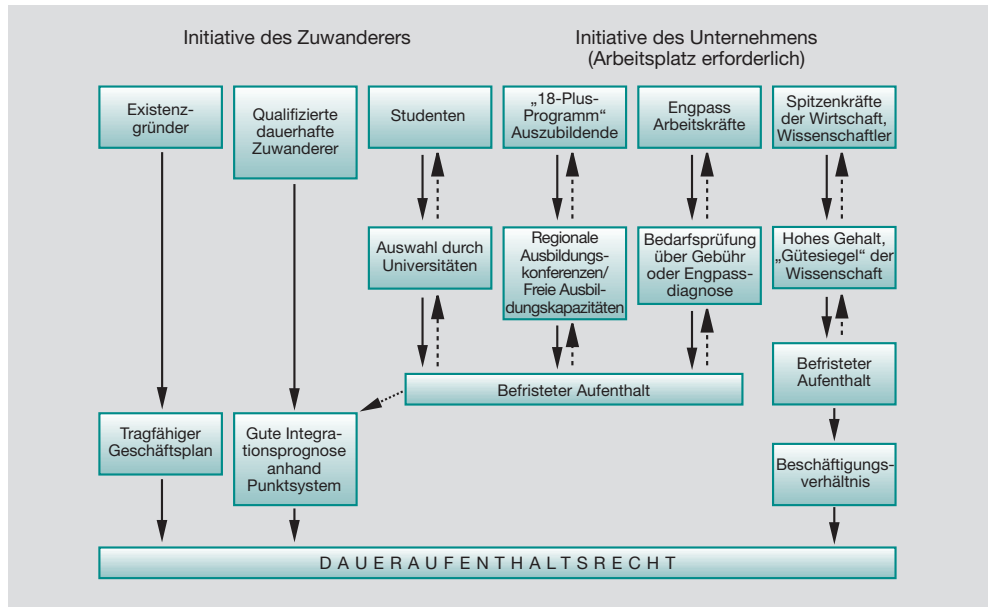 Initiative des Zuwanderers
Initiative des Unternehmens
(Arbeitsplatz erforderlich)
Existenz-
gründer
Qualifizierte
dauerhafte
Zuwanderer
Studenten
„18-Plus-
Programm“
Auszubildende
Engpass
Arbeitskräfte
Spitzenkräfte
der Wirtschaft,
Wissenschaftler
Auswahl durch
Universitäten
Regionale
Ausbildungs-
konferenzen/
Freie Ausbil-
dungskapazitäten
Bedarfsprüfung
über Gebühr
oder Engpass-
diagnose
Hohes Gehalt,
„Gütesiegel“ der
Wissenschaft
Befristeter Aufenthalt
Befristeter
Aufenthalt
Tragfähiger
Geschäftsplan
Gute Integra-
tionsprognose
anhand
Punktsystem
Beschäftigungs-
verhältnis
DAUERAUFENTHALTSRECHT